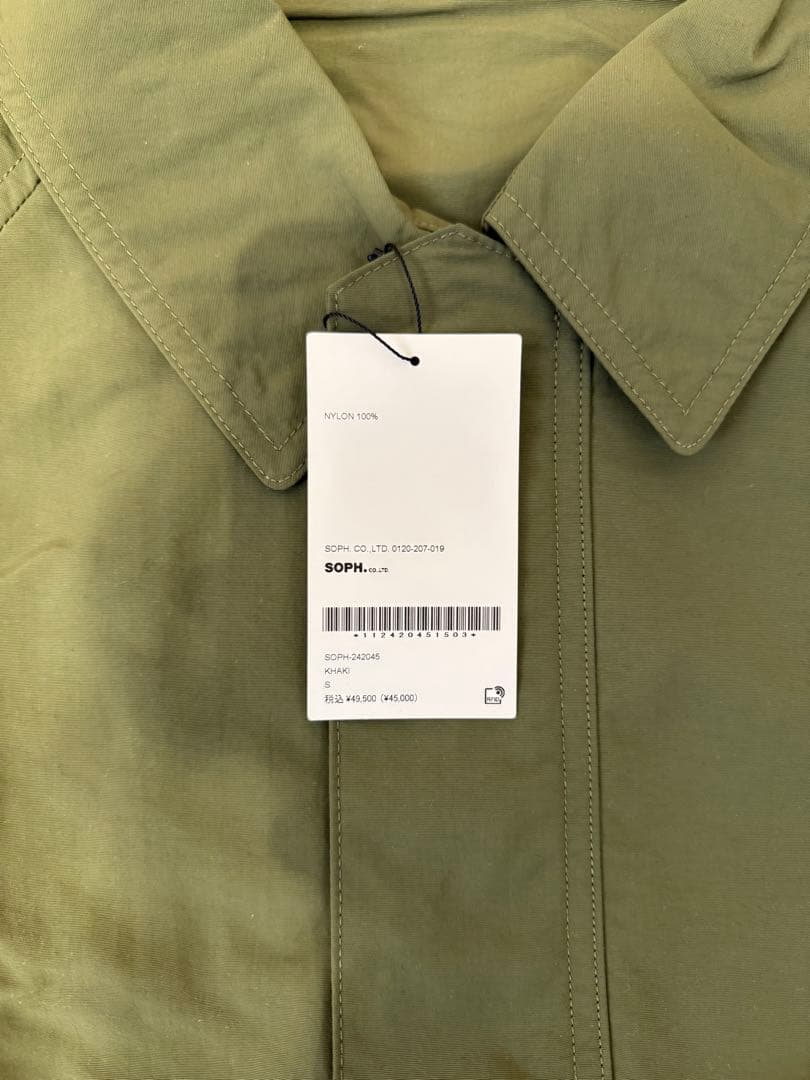 NYLON 100%
SOPH. CO.,LTD. 0120-207-019
SOPH. CO.,LTD.
*112420451503*
SOPH-242045
KHAKI
S
税込 ¥49,500 (¥45,000)
RFID